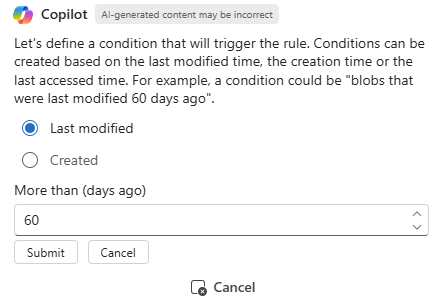 Copilot AI-generated content may be incorrect
Let's define a condition that will trigger the rule. Conditions can be
created based on the last modified time, the creation time or the
last accessed time. For example, a condition could be "blobs that
were last modified 60 days ago".
Last modified
Created
More than (days ago)
60
Submit Cancel
Cancel